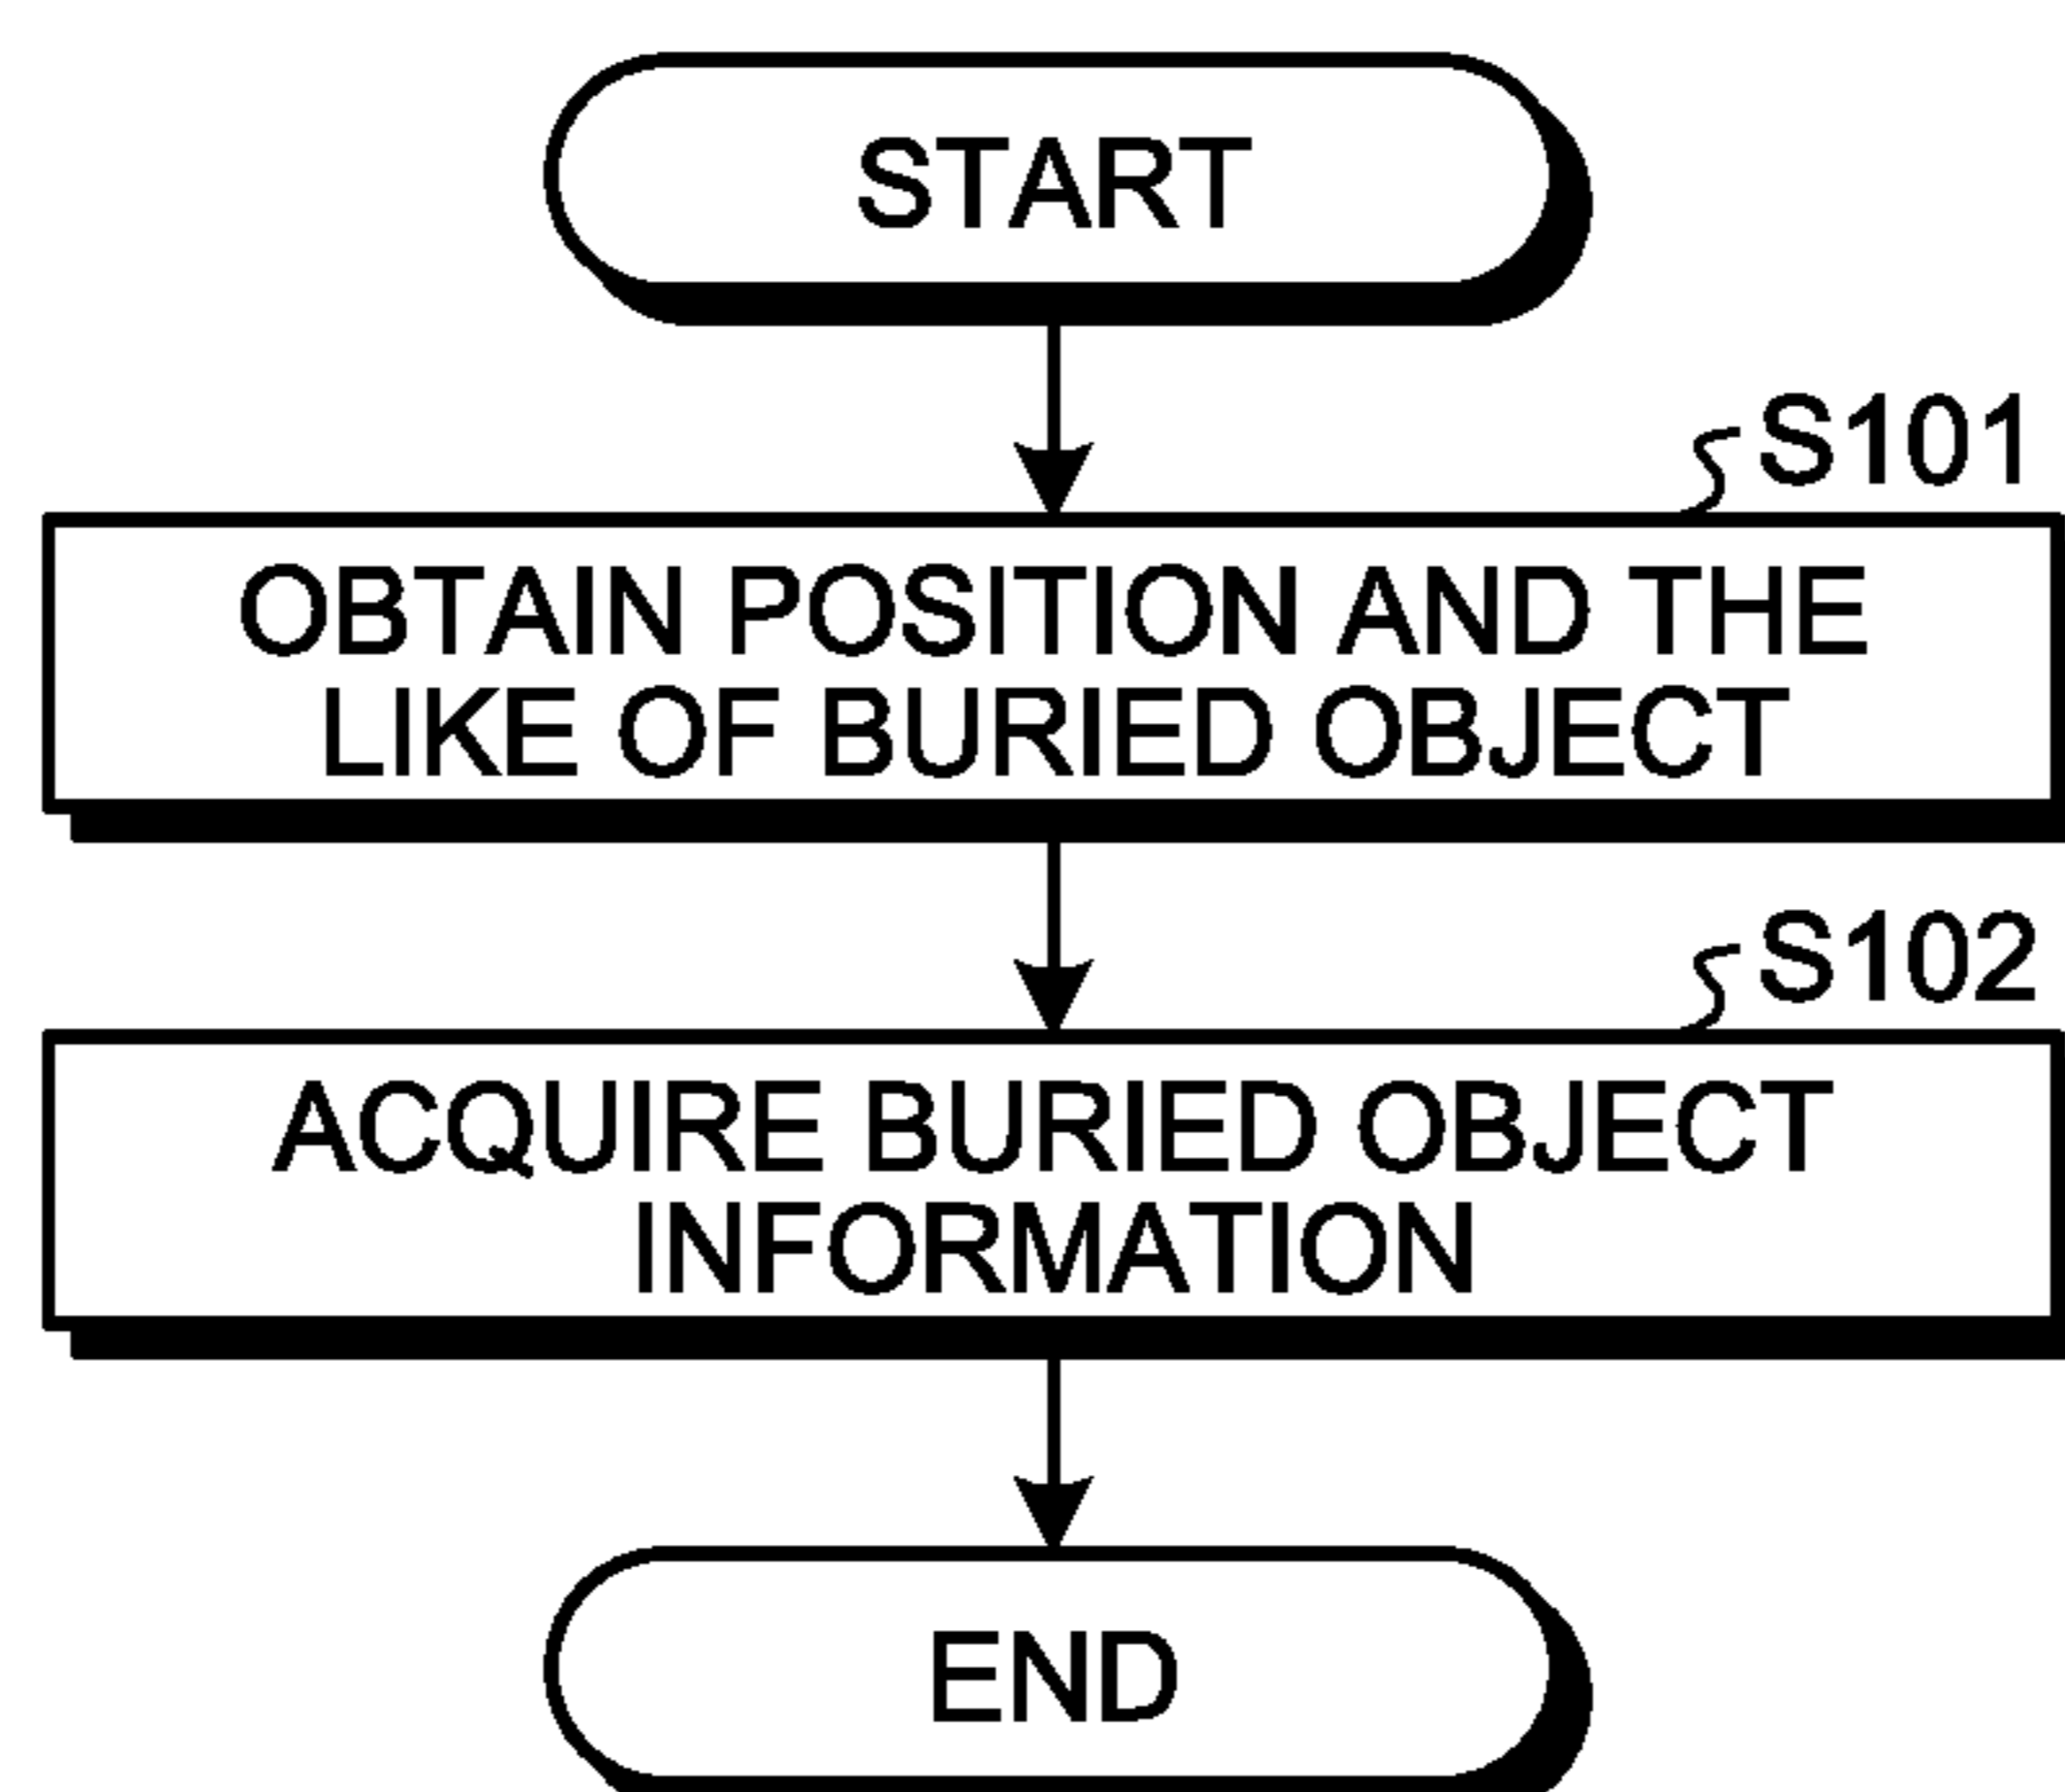 START
S101
OBTAIN POSITION AND THE
LIKE OF BURIED OBJECT
S102
ACQUIRE BURIED OBJECT
INFORMATION
END